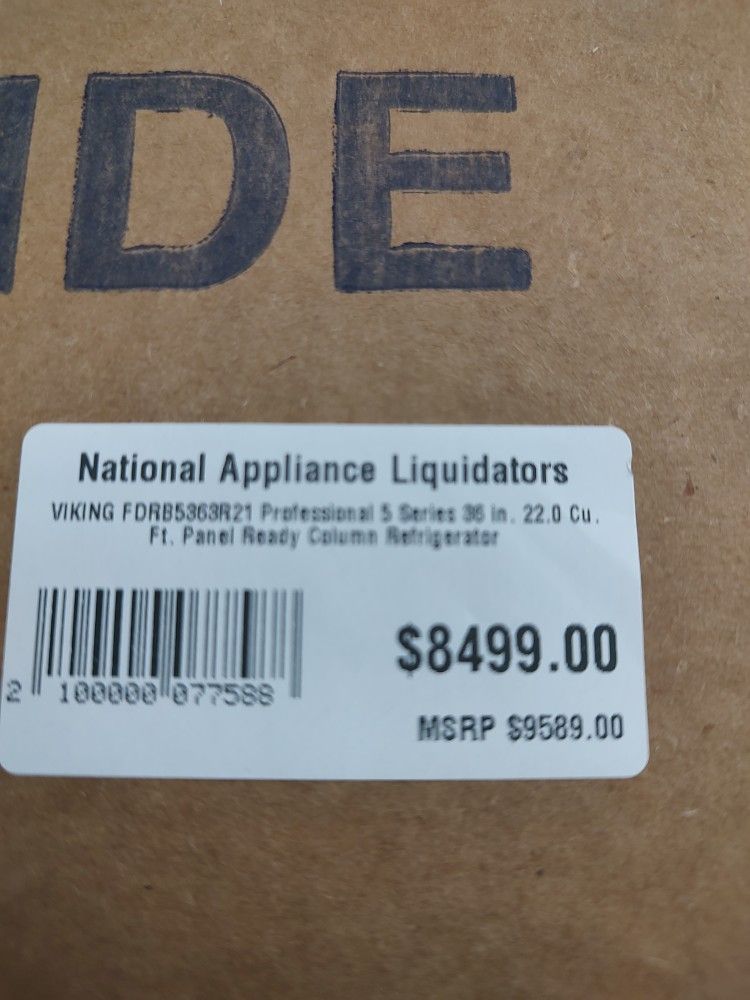 IDE
National Appliance Liquidators
VIKING FDRB5363R21 Professional 5 Series 36 in. 22.0 Cu.
Ft. Panel Ready Column Refrigerator
$8499.00
2 100000 077588
MSRP $9589.00